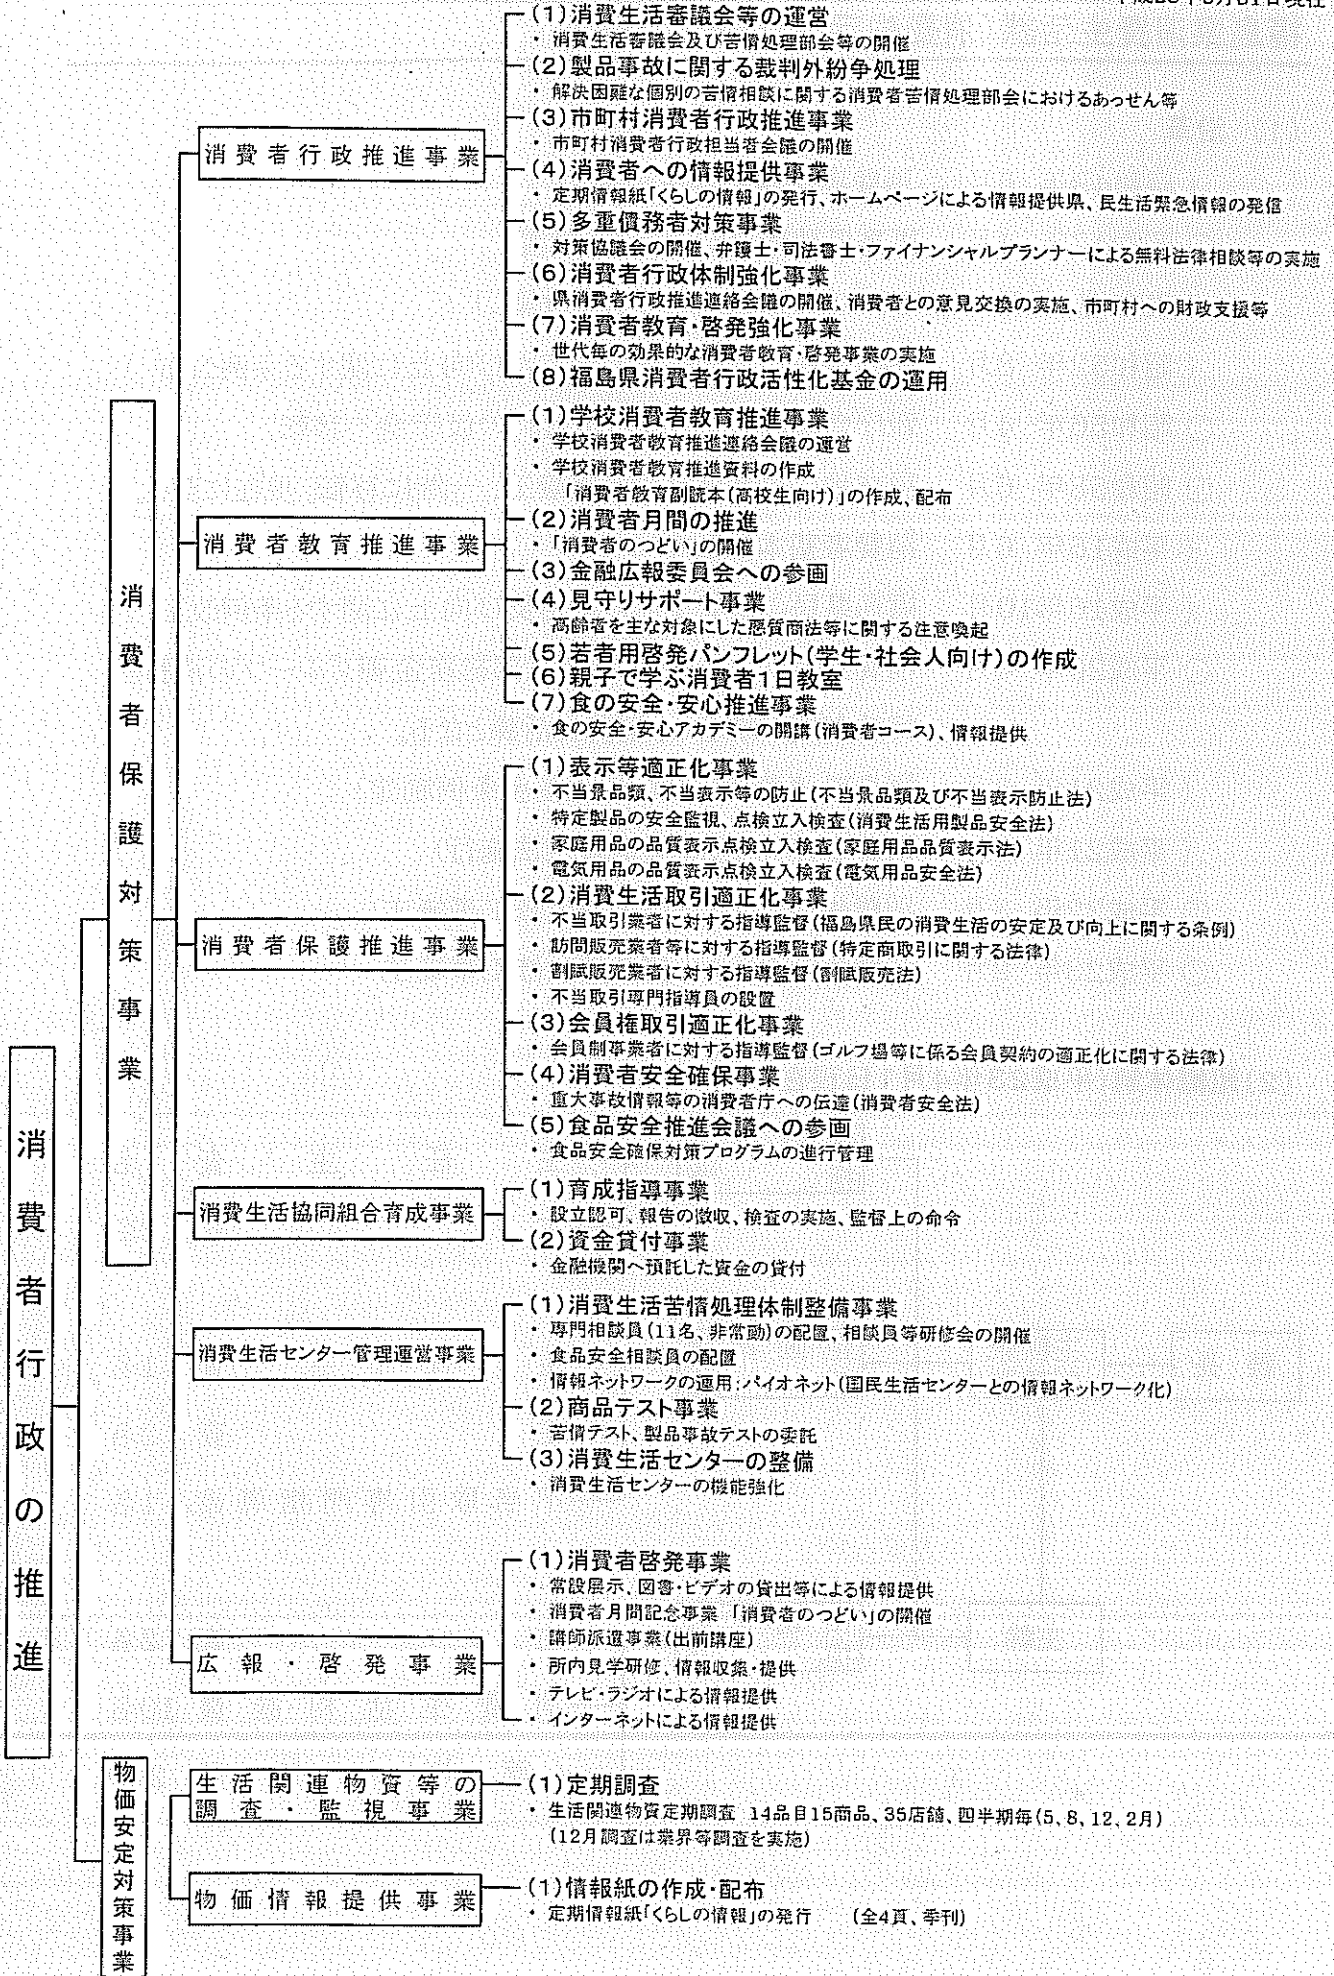 消費者行政の推進
消費者保護対策事業
消費者行政推進事業
(1)消費生活審議会等の運営
・ 消費生活審議会及び苦情処理部会等の開催
(2)製品事故に関する裁判外紛争処理
・ 解決困難な個別の苦情相談に関する消費者苦情処理部会におけるあっせん等
(3)市町村消費者行政推進事業
・ 市町村消費者行政担当者会議の開催
(4)消費者への情報提供事業
・ 定期情報紙「くらしの情報」の発行、ホームページによる情報提供県、民生活緊急情報の発信
(5)多重債務者対策事業
・ 対策協議会の開催、弁護士・司法書士・ファイナンシャルプランナーによる無料法律相談等の実施
(6)消費者行政体制強化事業
・ 県消費者行政推進連絡会議の開催、消費者との意見交換の実施、市町村への財政支援等
(7)消費者教育・啓発強化事業
・ 世代毎の効果的な消費者教育・啓発事業の実施
(8)福島県消費者行政活性化基金の運用
消費者教育推進事業
(1)学校消費者教育推進事業
・ 学校消費者教育推進連絡会議の運営
・ 学校消費者教育推進資料の作成
「消費者教育副読本(高校生向け)」の作成、配布
(2)消費者月間の推進
・ 「消費者のつどい」の開催
(3)金融広報委員会への参画
(4)見守りサポート事業
・ 高齢者を主な対象にした悪質商法等に関する注意喚起
(5)若者用啓発パンフレット(学生・社会人向け)の作成
(6)親子で学ぶ消費者1日教室
(7)食の安全・安心推進事業
・ 食の安全・安心アカデミーの開講(消費者コース)、情報提供
消費者保護推進事業
(1)表示等適正化事業
・ 不当景品類、不当表示等の防止(不当景品類及び不当表示防止法)
・ 特定製品の安全監視、点検立入検査(消費生活用製品安全法)
・ 家庭用品の品質表示点検立入検査(家庭用品品質表示法)
・ 電気用品の品質表示点検立入検査(電気用品安全法)
(2)消費生活取引適正化事業
・ 不当取引業者に対する指導監督(福島県民の消費生活の安定及び向上に関する条例)
・ 訪問販売業者等に対する指導監督(特定商取引に関する法律)
・ 割賦販売業者に対する指導監督(割賦販売法)
・ 不当取引専門指導員の設置
(3)会員権取引適正化事業
・ 会員制事業者に対する指導監督(ゴルフ場等に係る会員契約の適正化に関する法律)
(4)消費者安全確保事業
・ 重大事故情報等の消費者庁への伝達(消費者安全法)
(5)食品安全推進会議への参画
・ 食品安全確保対策プログラムの進行管理
消費生活協同組合育成事業
(1)育成指導事業
・ 設立認可、報告の徴収、検査の実施、監督上の命令
(2)資金貸付事業
・ 金融機関へ預託した資金の貸付
消費生活センター管理運営事業
(1)消費生活苦情処理体制整備事業
・ 専門相談員(11名、非常勤)の配置、相談員等研修会の開催
・ 食品安全相談員の配置
・ 情報ネットワークの運用:パイオネット(国民生活センターとの情報ネットワーク化)
(2)商品テスト事業
・ 苦情テスト、製品事故テストの委託
(3)消費生活センターの整備
・ 消費生活センターの機能強化
広報・啓発事業
(1)消費者啓発事業
・ 常設展示、図書・ビデオの貸出等による情報提供
・ 消費者月間記念事業 「消費者のつどい」の開催
・ 講師派遣事業(出前講座)
・ 所内見学研修、情報収集・提供
・ テレビ・ラジオによる情報提供
・ インターネットによる情報提供
物価安定対策事業
生活関連物資等の
調査・監視事業
(1)定期調査
・ 生活関連物資定期調査 14品目15商品、35店舗、四半期毎(5、8、12、2月)
(12月調査は業界等調査を実施)
物価情報提供事業
(1)情報紙の作成・配布
・ 定期情報紙「くらしの情報」の発行 (全4頁、季刊)